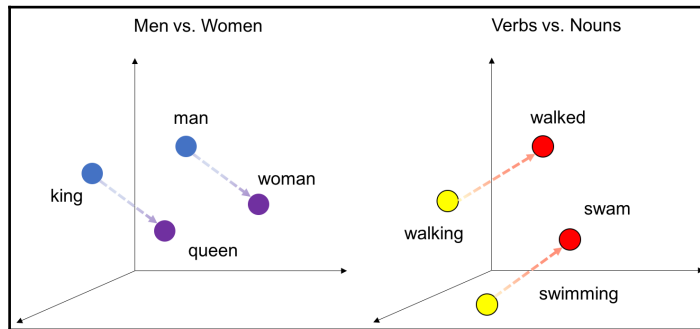 Men vs. Women
man
king
woman
queen
Verbs vs. Nouns
walked
walking
swam
swimming